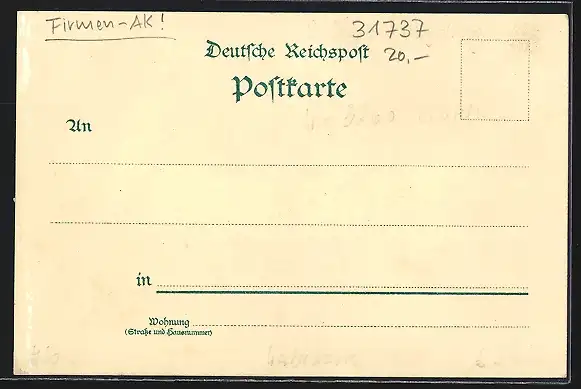 Firmen-AK!
31737
Deutsche Reichspost
20,-
Postkarte
An
in
Wohnung
(Straße und Hausnummer)